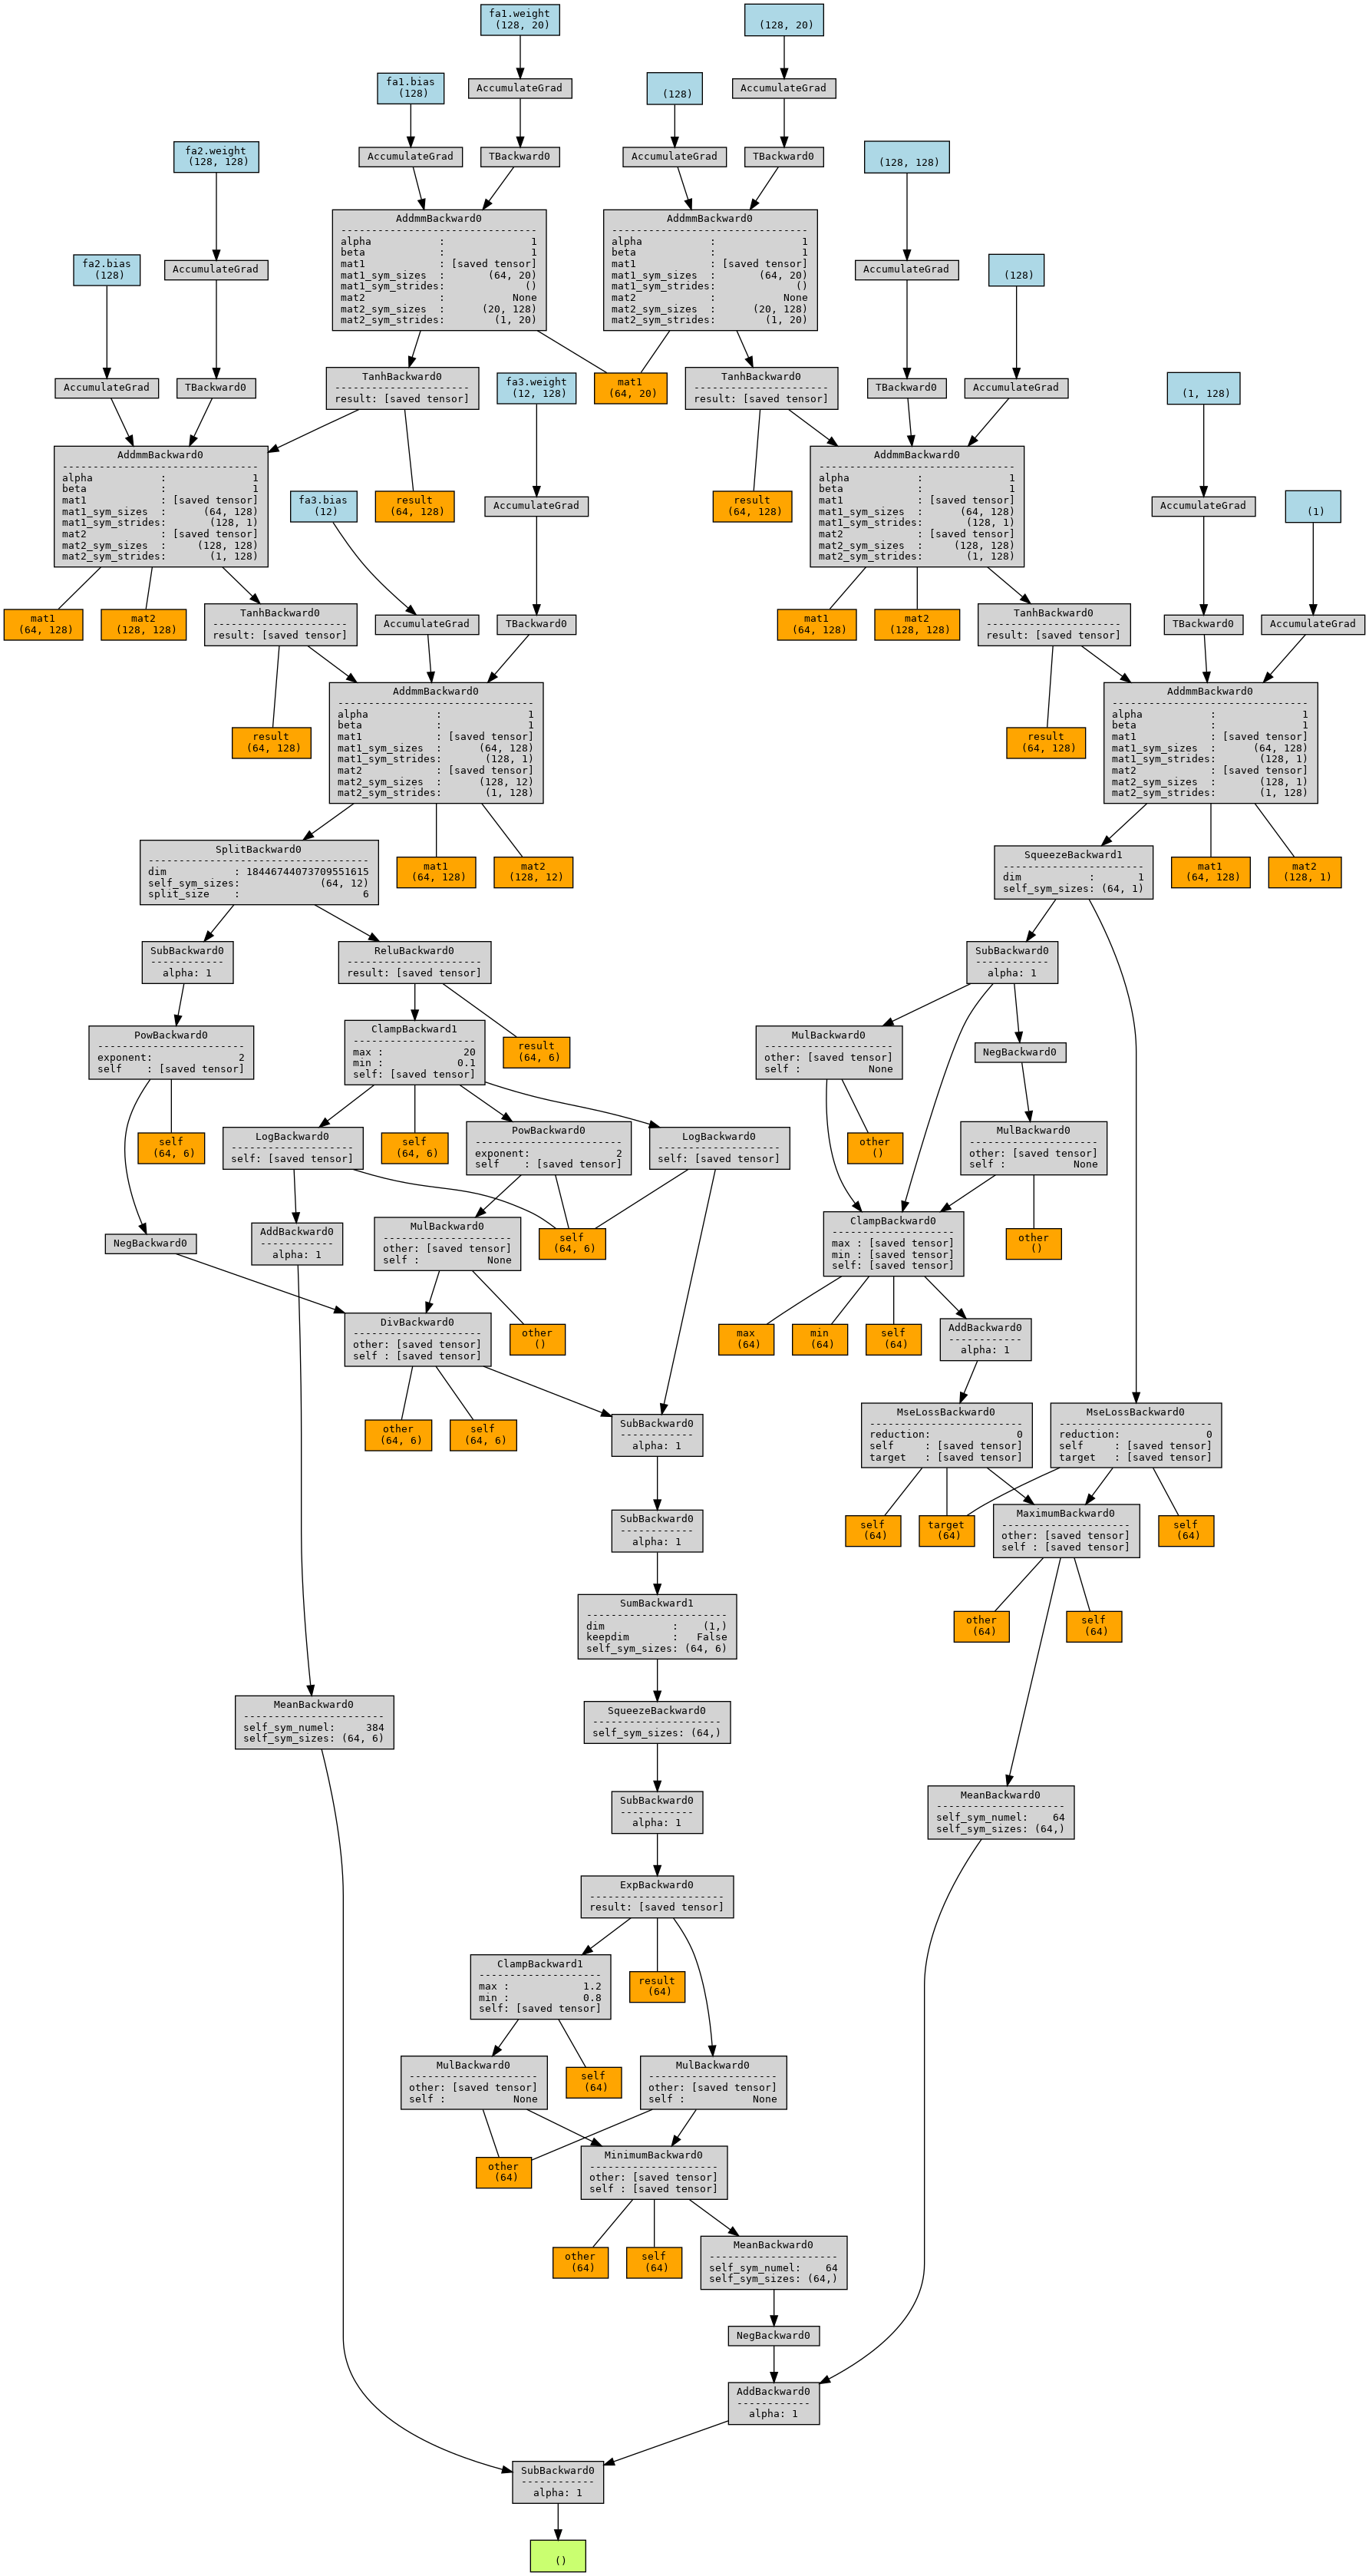 fa1.weight
(128, 20)
(128, 20)
fa1.bias
(128)
AccumulateGrad
(128)
AccumulateGrad
fa2.weight
(128, 128)
AccumulateGrad
TBackward0
AccumulateGrad
TBackward0
(128, 128)
fa2.bias
(128)
AccumulateGrad
AddmmBackward0
-------------------------------
alpha           :              1
beta            :              1
mat1            : [saved tensor]
mat1_sym_sizes  :       (64, 20)
mat1_sym_strides:             ()
mat2            :           None
mat2_sym_sizes  :      (20, 128)
mat2_sym_strides:        (1, 20)
AddmmBackward0
-------------------------------
alpha           :              1
beta            :              1
mat1            : [saved tensor]
mat1_sym_sizes  :       (64, 20)
mat1_sym_strides:             ()
mat2            :           None
mat2_sym_sizes  :      (20, 128)
mat2_sym_strides:        (1, 20)
AccumulateGrad
(128)
AccumulateGrad
TBackward0
TanhBackward0
----------------------
result: [saved tensor]
fa3.weight
(12, 128)
mat1
(64, 20)
TanhBackward0
----------------------
result: [saved tensor]
TBackward0
AccumulateGrad
(1, 128)
AddmmBackward0
-------------------------------
alpha           :              1
beta            :              1
mat1            : [saved tensor]
mat1_sym_sizes  :      (64, 128)
mat1_sym_strides:       (128, 1)
mat2            : [saved tensor]
mat2_sym_sizes  :     (128, 128)
mat2_sym_strides:       (1, 128)
fa3.bias
(12)
result
(64, 128)
AccumulateGrad
result
(64, 128)
AddmmBackward0
-------------------------------
alpha           :              1
beta            :              1
mat1            : [saved tensor]
mat1_sym_sizes  :      (64, 128)
mat1_sym_strides:       (128, 1)
mat2            : [saved tensor]
mat2_sym_sizes  :     (128, 128)
mat2_sym_strides:       (1, 128)
AccumulateGrad
(1)
mat1
(64, 128)
mat2
(128, 128)
TanhBackward0
----------------------
result: [saved tensor]
AccumulateGrad
TBackward0
mat1
(64, 128)
mat2
(128, 128)
TanhBackward0
----------------------
result: [saved tensor]
TBackward0
AccumulateGrad
result
(64, 128)
AddmmBackward0
-------------------------------
alpha           :              1
beta            :              1
mat1            : [saved tensor]
mat1_sym_sizes  :      (64, 128)
mat1_sym_strides:       (128, 1)
mat2            : [saved tensor]
mat2_sym_sizes  :      (128, 12)
mat2_sym_strides:       (1, 128)
result
(64, 128)
AddmmBackward0
-------------------------------
alpha           :              1
beta            :              1
mat1            : [saved tensor]
mat1_sym_sizes  :      (64, 128)
mat1_sym_strides:       (128, 1)
mat2            : [saved tensor]
mat2_sym_sizes  :       (128, 1)
mat2_sym_strides:       (1, 128)
SplitBackward0
-----------------------------------
dim           : 18446744073709551615
self_sym_sizes:             (64, 12)
split_size    :                    6
mat1
(64, 128)
mat2
(128, 12)
SqueezeBackward1
-----------------------
dim           :       1
self_sym_sizes: (64, 1)
mat1
(64, 128)
mat2
(128, 1)
SubBackward0
------------
alpha: 1
ReluBackward0
----------------------
result: [saved tensor]
SubBackward0
------------
alpha: 1
PowBackward0
------------------------
exponent:              2
self    : [saved tensor]
ClampBackward1
--------------------
max :             20
min :            0.1
self: [saved tensor]
result
(64, 6)
MulBackward0
---------------------
other: [saved tensor]
self :           None
NegBackward0
self
(64, 6)
LogBackward0
--------------------
self: [saved tensor]
self
(64, 6)
PowBackward0
------------------------
exponent:              2
self    : [saved tensor]
LogBackward0
--------------------
self: [saved tensor]
other
()
MulBackward0
---------------------
other: [saved tensor]
self :           None
NegBackward0
AddBackward0
------------
alpha: 1
MulBackward0
---------------------
other: [saved tensor]
self :           None
self
(64, 6)
ClampBackward0
--------------------
max : [saved tensor]
min : [saved tensor]
self: [saved tensor]
other
()
DivBackward0
---------------------
other: [saved tensor]
self : [saved tensor]
other
()
max
(64)
min
(64)
self
(64)
AddBackward0
------------
alpha: 1
other
(64, 6)
self
(64, 6)
SubBackward0
------------
alpha: 1
MseLossBackward0
-------------------------
reduction:              0
self     : [saved tensor]
target   : [saved tensor]
MseLossBackward0
-------------------------
reduction:              0
self     : [saved tensor]
target   : [saved tensor]
SubBackward0
------------
alpha: 1
self
(64)
target
(64)
MaximumBackward0
---------------------
other: [saved tensor]
self : [saved tensor]
self
(64)
SumBackward1
-----------------------
dim           :    (1,)
keepdim       :   False
self_sym_sizes: (64, 6)
other
(64)
self
(64)
MeanBackward0
-----------------------
self_sym_numel:     384
self_sym_sizes: (64, 6)
SqueezeBackward0
---------------------
self_sym_sizes: (64,)
SubBackward0
------------
alpha: 1
MeanBackward0
---------------------
self_sym_numel:    64
self_sym_sizes: (64,)
ExpBackward0
----------------------
result: [saved tensor]
ClampBackward1
--------------------
max :            1.2
min :            0.8
self: [saved tensor]
result
(64)
MulBackward0
---------------------
other: [saved tensor]
self :           None
self
(64)
MulBackward0
---------------------
other: [saved tensor]
self :           None
other
(64)
MinimumBackward0
---------------------
other: [saved tensor]
self : [saved tensor]
other
(64)
self
(64)
MeanBackward0
---------------------
self_sym_numel:    64
self_sym_sizes: (64,)
NegBackward0
AddBackward0
------------
alpha: 1
SubBackward0
------------
alpha: 1
()